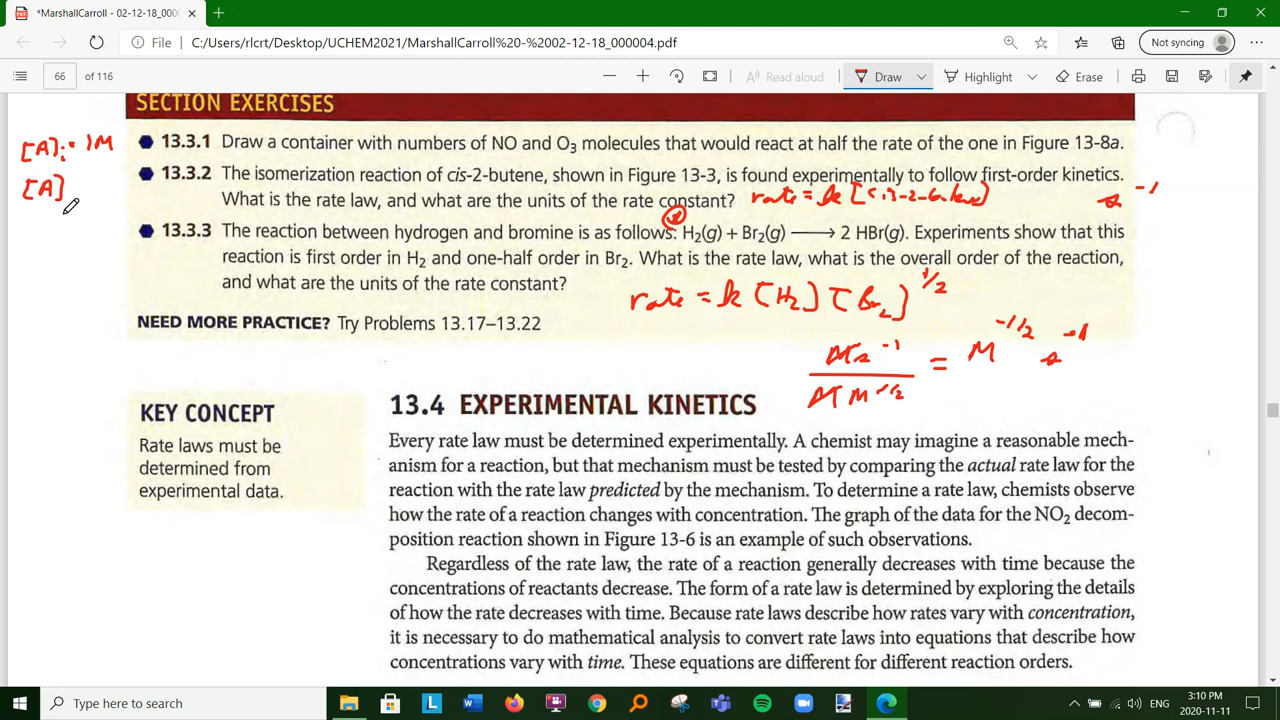 *MarshallCarroll - 02-12-18_000
File C:/Users/rlcrt/Desktop/UCHEM2021/MarshallCarroll%20-%2002-12-18_000004.pdf
Not syncing
66 of 116
Read aloud
Draw
Highlight
Erase
SECTION EXERCISES
[A]i = 1M
[A]
13.3.1 Draw a container with numbers of NO and O₃ molecules that would react at half the rate of the one in Figure 13-8a.
13.3.2 The isomerization reaction of cis-2-butene, shown in Figure 13-3, is found experimentally to follow first-order kinetics.
What is the rate law, and what are the units of the rate constant?
rate = k [cis-2-butene]
s⁻¹
13.3.3 The reaction between hydrogen and bromine is as follows: H₂(g) + Br₂(g) ⟶ 2 HBr(g). Experiments show that this
reaction is first order in H₂ and one-half order in Br₂. What is the rate law, what is the overall order of the reaction,
and what are the units of the rate constant?
rate = k [H₂] [Br₂]^1/2
NEED MORE PRACTICE? Try Problems 13.17–13.22
M s⁻¹
M M^1/2
= M^-1/2 s⁻¹
KEY CONCEPT
Rate laws must be
determined from
experimental data.
13.4 EXPERIMENTAL KINETICS
Every rate law must be determined experimentally. A chemist may imagine a reasonable mech-
anism for a reaction, but that mechanism must be tested by comparing the actual rate law for the
reaction with the rate law predicted by the mechanism. To determine a rate law, chemists observe
how the rate of a reaction changes with concentration. The graph of the data for the NO₂ decom-
position reaction shown in Figure 13-6 is an example of such observations.
Regardless of the rate law, the rate of a reaction generally decreases with time because the
concentrations of reactants decrease. The form of a rate law is determined by exploring the details
of how the rate decreases with time. Because rate laws describe how rates vary with concentration,
it is necessary to do mathematical analysis to convert rate laws into equations that describe how
concentrations vary with time. These equations are different for different reaction orders.
Type here to search
ENG
3:10 PM
2020-11-11